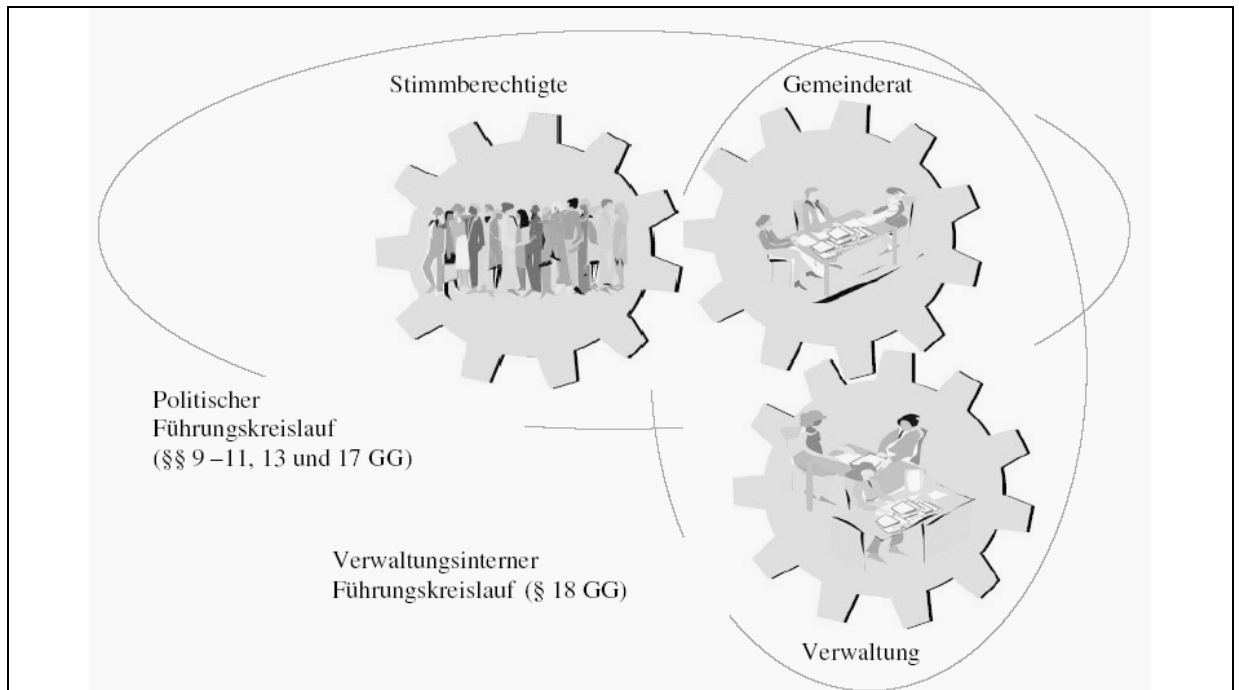 Stimmberechtigte
Gemeinderat
Politischer
Führungskreislauf
(§§ 9 –11, 13 und 17 GG)
Verwaltungsinterner
Führungskreislauf (§ 18 GG)
Verwaltung